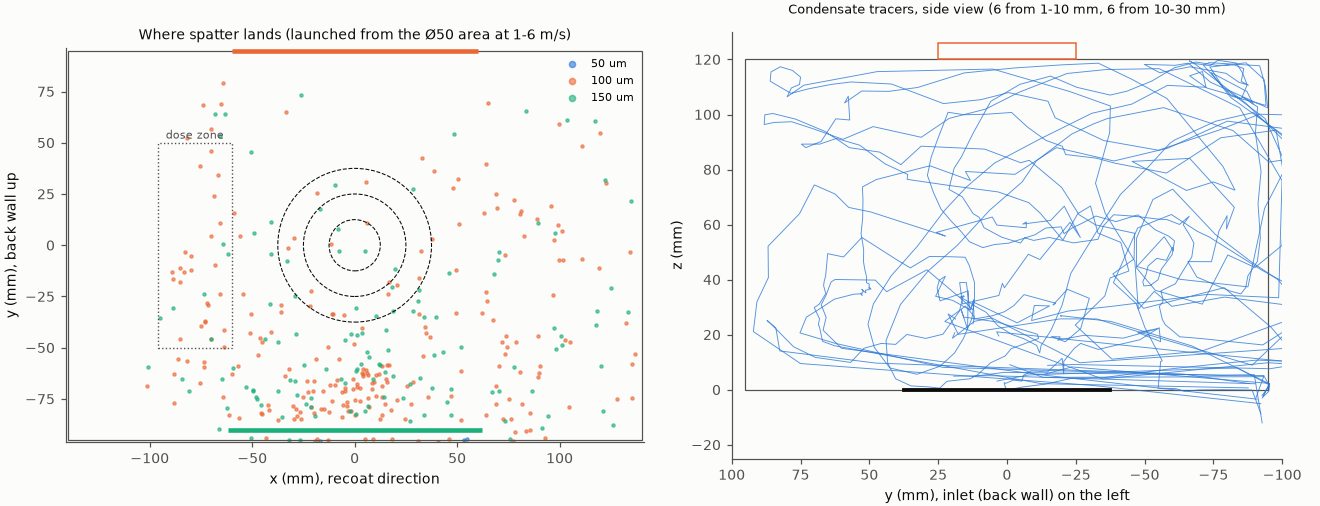 Where spatter lands (launched from the Ø50 area at 1-6 m/s)
50 um
100 um
150 um
dose zone
75
50
25
0
−25
−50
−75
y (mm), back wall up
−100
−50
0
50
100
x (mm), recoat direction
Condensate tracers, side view (6 from 1-10 mm, 6 from 10-30 mm)
120
100
80
60
40
20
0
−20
z (mm)
100
75
50
25
0
−25
−50
−75
−100
y (mm), inlet (back wall) on the left